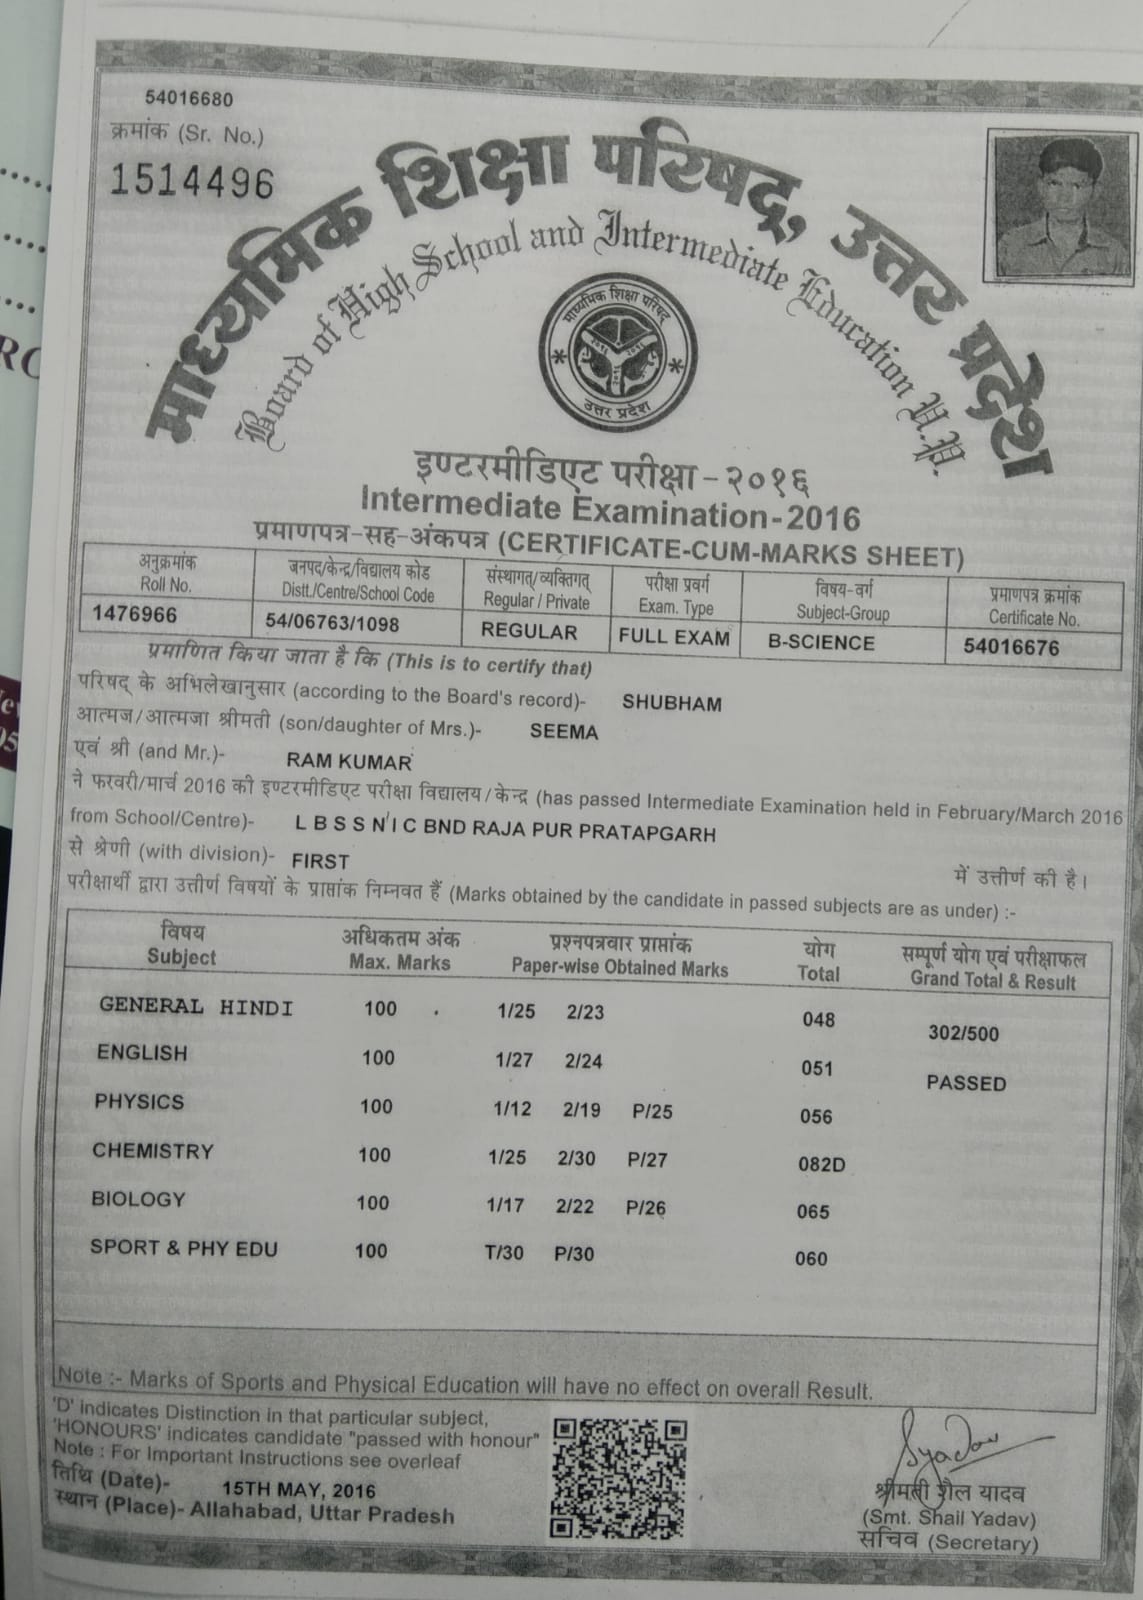 54016680
क्रमांक (Sr. No.)
1514496
माध्यमिक शिक्षा परिषद्, उत्तर प्रदेश
Board of High School and Intermediate Education U.P.
माध्यमिक शिक्षा परिषद्
उत्तर प्रदेश
इण्टरमीडिएट परीक्षा-२०१६
Intermediate Examination-2016
प्रमाणपत्र-सह-अंकपत्र (CERTIFICATE-CUM-MARKS SHEET)
अनुक्रमांक जनपद/केन्द्र/विद्यालय कोड संस्थागत्/व्यक्तिगत् परीक्षा प्रवर्ग विषय-वर्ग प्रमाणपत्र क्रमांक
Roll No. Distt./Centre/School Code Regular / Private Exam. Type Subject-Group Certificate No.
1476966 54/06763/1098 REGULAR FULL EXAM B-SCIENCE 54016676
प्रमाणित किया जाता है कि (This is to certify that)
परिषद् के अभिलेखानुसार (according to the Board's record)- SHUBHAM
आत्मज/आत्मजा श्रीमती (son/daughter of Mrs.)- SEEMA
एवं श्री (and Mr.)- RAM KUMAR
ने फरवरी/मार्च 2016 की इण्टरमीडिएट परीक्षा विद्यालय/केन्द्र (has passed Intermediate Examination held in February/March 2016
from School/Centre)- L B S S N I C BND RAJA PUR PRATAPGARH
से श्रेणी (with division)- FIRST में उत्तीर्ण की है।
परीक्षार्थी द्वारा उत्तीर्ण विषयों के प्राप्तांक निम्नवत हैं (Marks obtained by the candidate in passed subjects are as under) :-
विषय अधिकतम अंक प्रश्नपत्रवार प्राप्तांक योग सम्पूर्ण योग एवं परीक्षाफल
Subject Max. Marks Paper-wise Obtained Marks Total Grand Total & Result
GENERAL HINDI 100 1/25 2/23 048 302/500
ENGLISH 100 1/27 2/24 051 PASSED
PHYSICS 100 1/12 2/19 P/25 056
CHEMISTRY 100 1/25 2/30 P/27 082D
BIOLOGY 100 1/17 2/22 P/26 065
SPORT & PHY EDU 100 T/30 P/30 060
Note :- Marks of Sports and Physical Education will have no effect on overall Result.
'D' indicates Distinction in that particular subject,
'HONOURS' indicates candidate "passed with honour"
Note : For Important Instructions see overleaf
तिथि (Date)- 15TH MAY, 2016
स्थान (Place)- Allahabad, Uttar Pradesh
Syadav
श्रीमती शैल यादव
(Smt. Shail Yadav)
सचिव (Secretary)